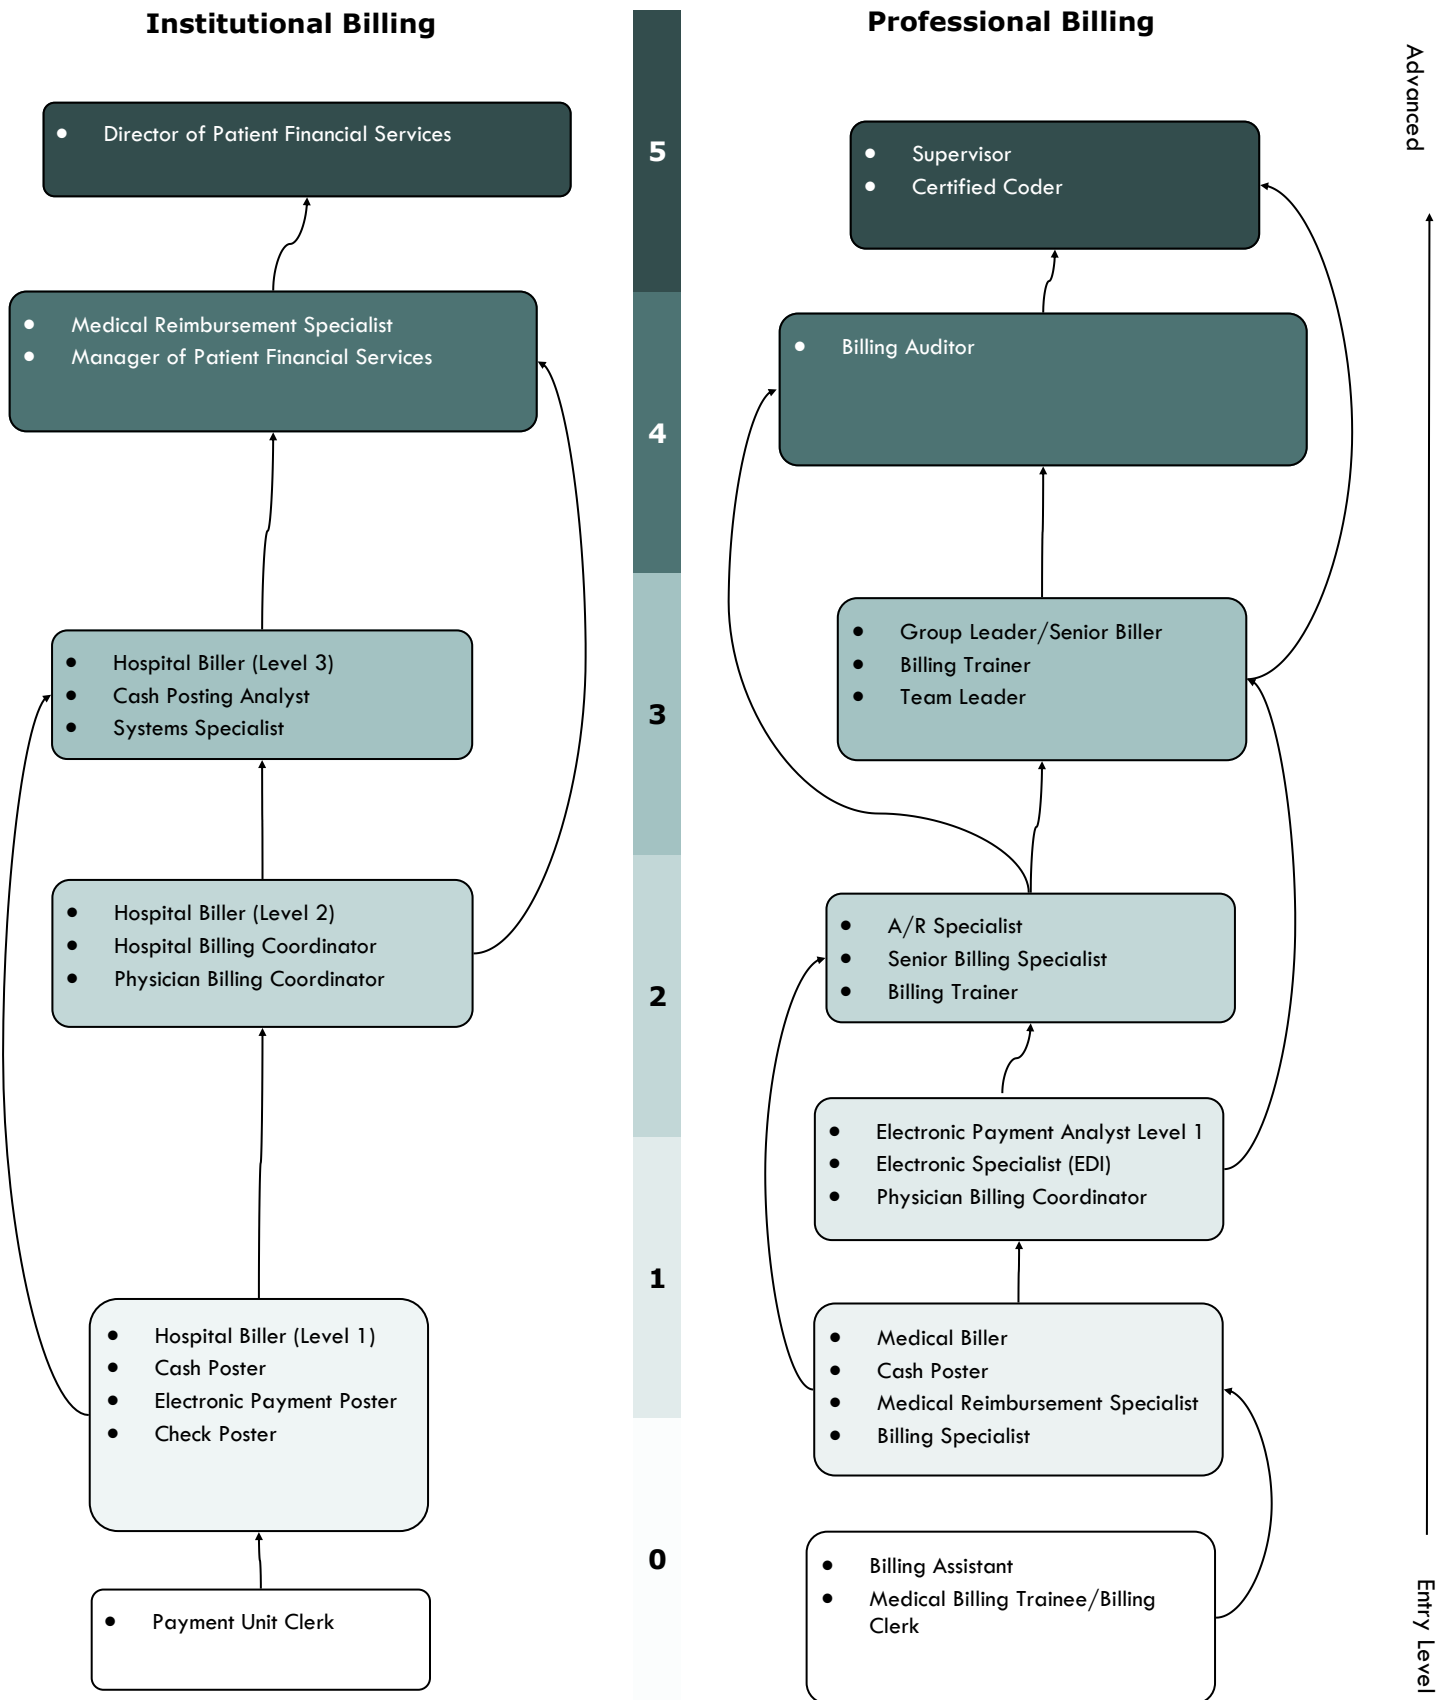 Institutional Billing
• Director of Patient Financial Services
• Medical Reimbursement Specialist
• Manager of Patient Financial Services
• Hospital Biller (Level 3)
• Cash Posting Analyst
• Systems Specialist
• Hospital Biller (Level 2)
• Hospital Billing Coordinator
• Physician Billing Coordinator
• Hospital Biller (Level 1)
• Cash Poster
• Electronic Payment Poster
• Check Poster
• Payment Unit Clerk
5
4
3
2
1
0
Professional Billing
• Supervisor
• Certified Coder
• Billing Auditor
• Group Leader/Senior Biller
• Billing Trainer
• Team Leader
• A/R Specialist
• Senior Billing Specialist
• Billing Trainer
• Electronic Payment Analyst Level 1
• Electronic Specialist (EDI)
• Physician Billing Coordinator
• Medical Biller
• Cash Poster
• Medical Reimbursement Specialist
• Billing Specialist
• Billing Assistant
• Medical Billing Trainee/Billing
Clerk
Advanced
Entry Level